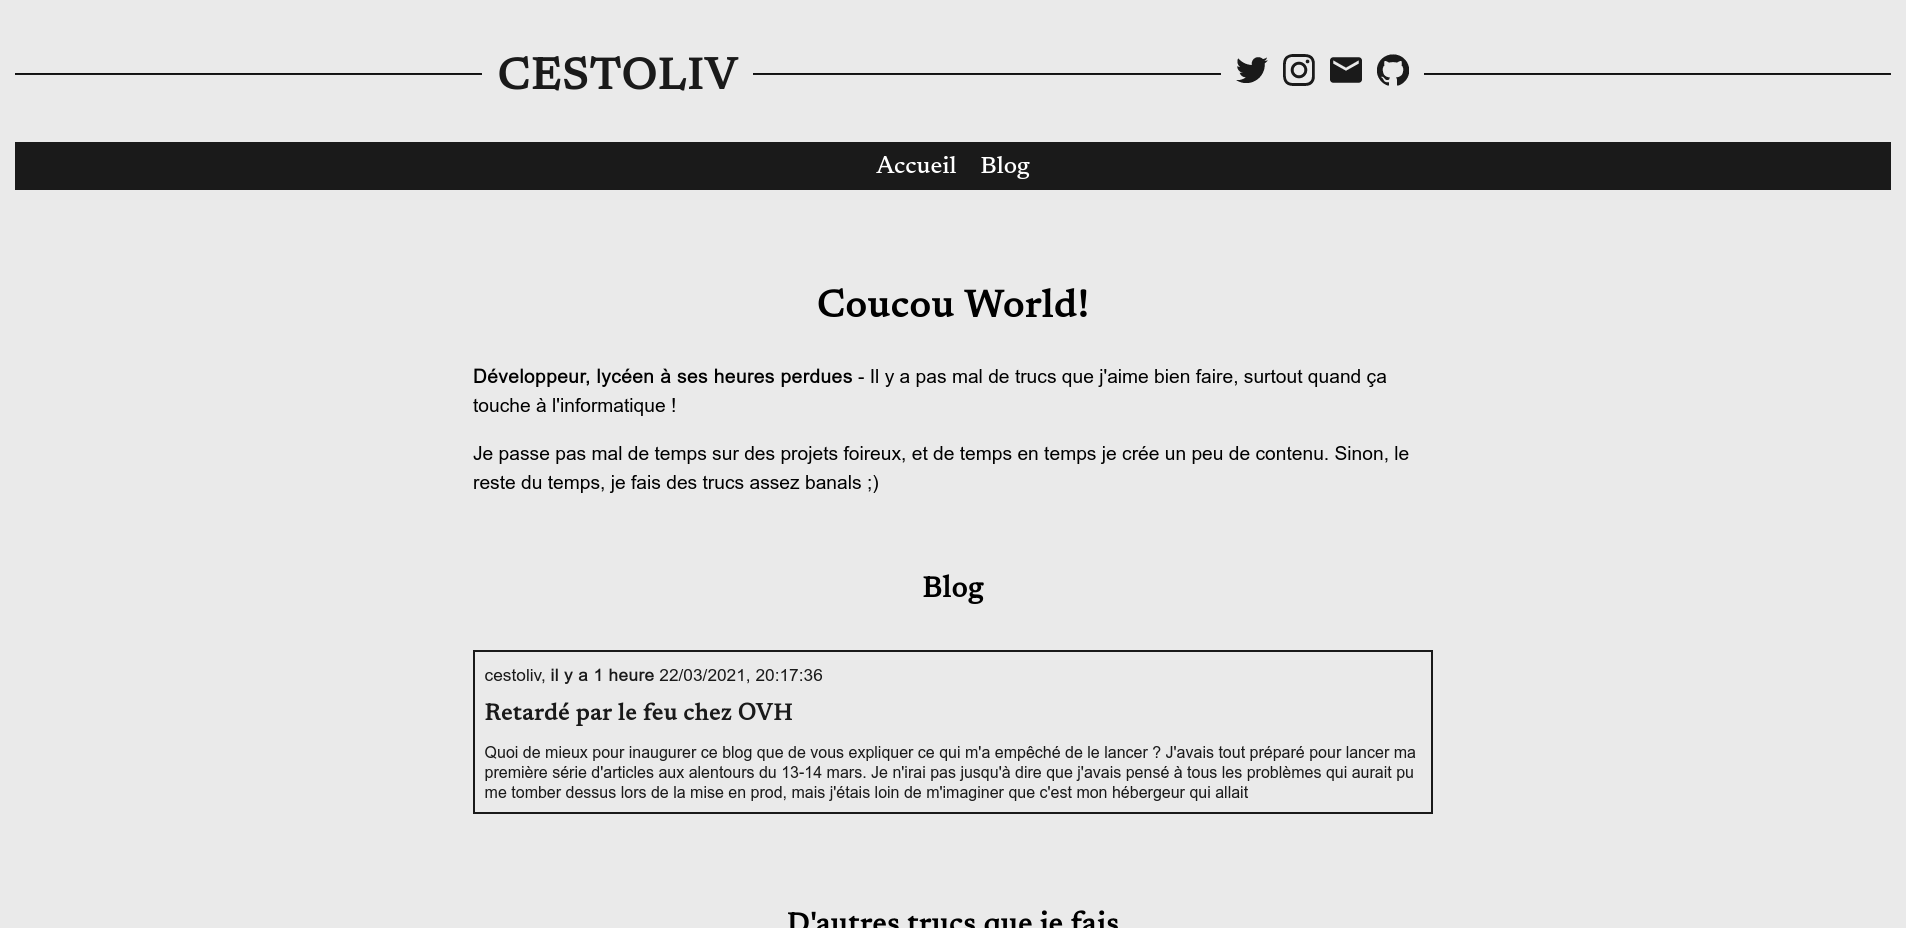 CESTOLIV
Accueil Blog
Coucou World!
Développeur, lycéen à ses heures perdues - Il y a pas mal de trucs que j'aime bien faire, surtout quand ça
touche à l'informatique !
Je passe pas mal de temps sur des projets foireux, et de temps en temps je crée un peu de contenu. Sinon, le
reste du temps, je fais des trucs assez banals ;)
Blog
cestoliv, il y a 1 heure 22/03/2021, 20:17:36
Retardé par le feu chez OVH
Quoi de mieux pour inaugurer ce blog que de vous expliquer ce qui m'a empêché de le lancer ? J'avais tout préparé pour lancer ma
première série d'articles aux alentours du 13-14 mars. Je n'irai pas jusqu'à dire que j'avais pensé à tous les problèmes qui aurait pu
me tomber dessus lors de la mise en prod, mais j'étais loin de m'imaginer que c'est mon hébergeur qui allait
D'autres trucs que je fais